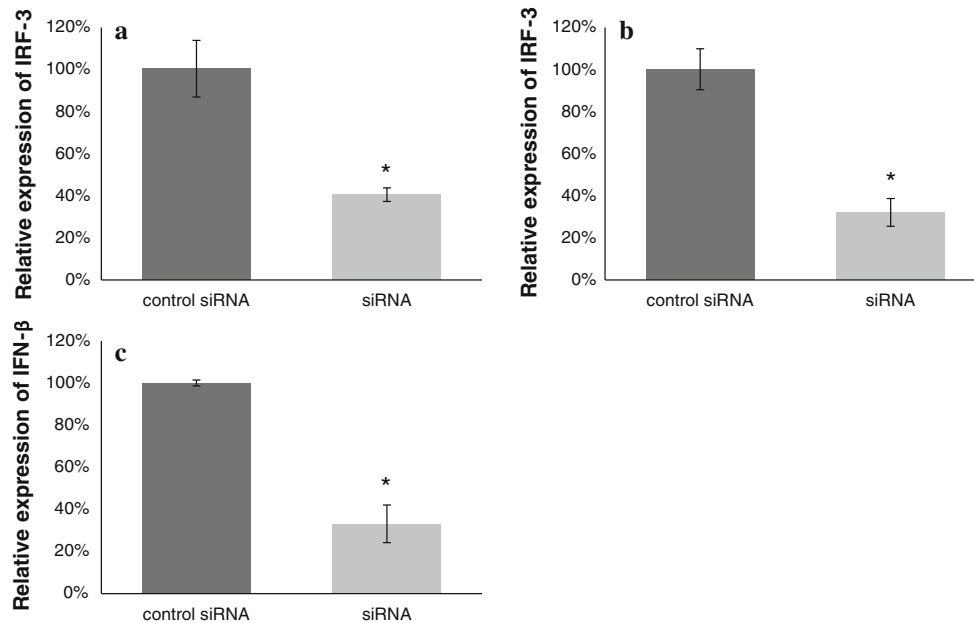 a
Relative expression of IRF-3
120%
100%
80%
60%
40%
20%
0%
*
control siRNA
siRNA
b
Relative expression of IRF-3
120%
100%
80%
60%
40%
20%
0%
*
control siRNA
siRNA
c
Relative expression of IFN-β
120%
100%
80%
60%
40%
20%
0%
*
control siRNA
siRNA